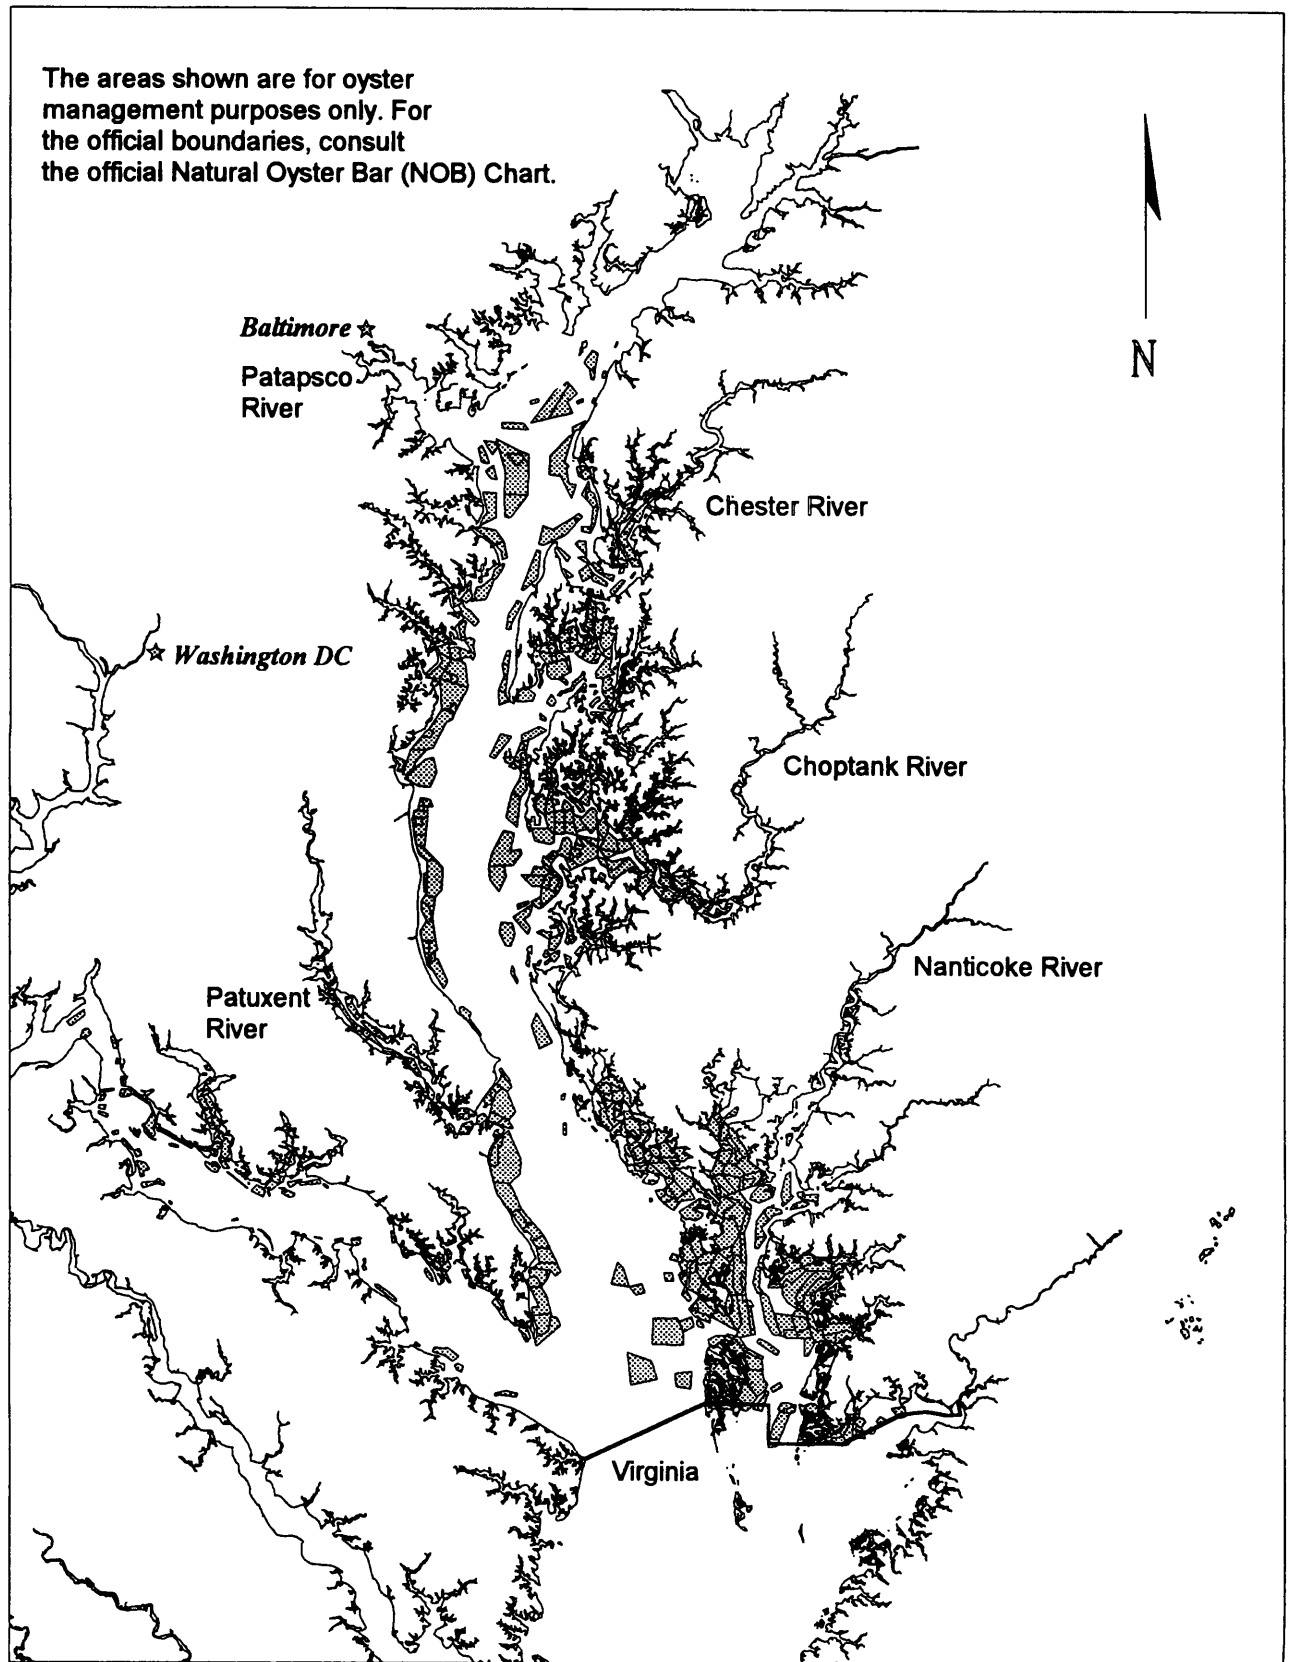 The areas shown are for oyster
management purposes only. For
the official boundaries, consult
the official Natural Oyster Bar (NOB) Chart.
N
Baltimore
Patapsco
River
Chester River
Washington DC
Choptank River
Nanticoke River
Patuxent
River
Virginia